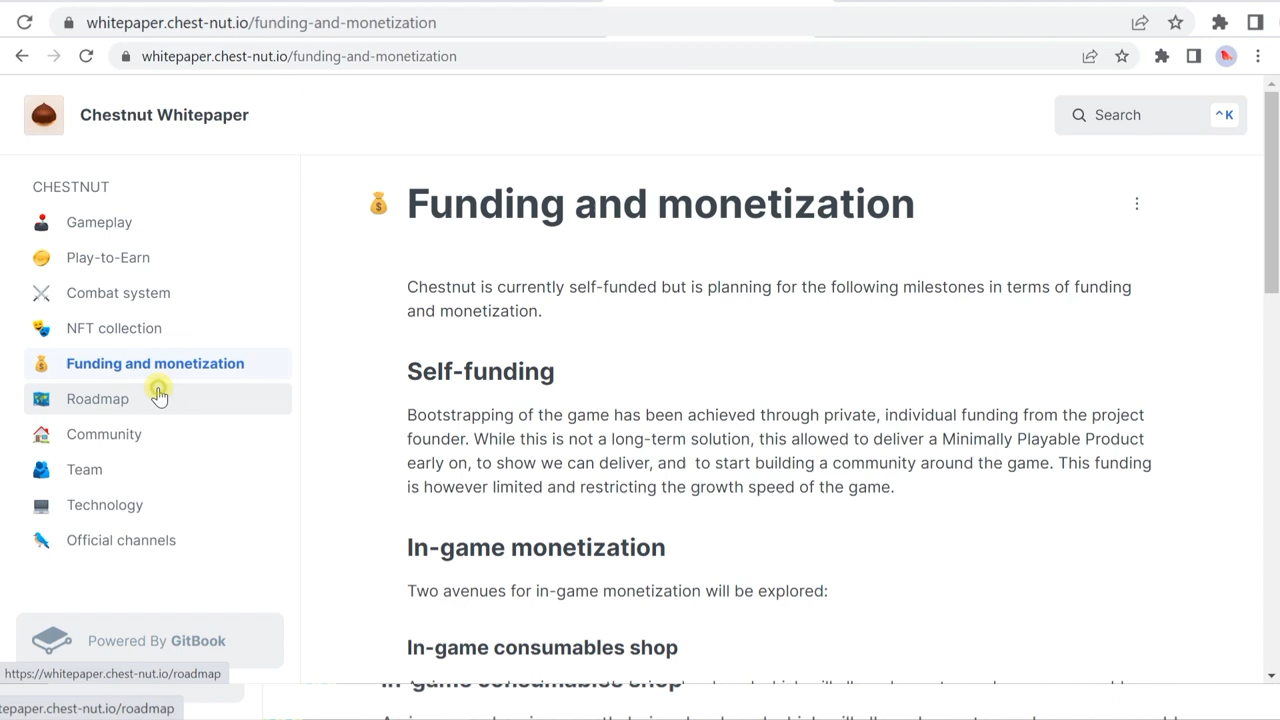 whitepaper.chest-nut.io/funding-and-monetization
whitepaper.chest-nut.io/funding-and-monetization
Chestnut Whitepaper
Search
^K
CHESTNUT
Gameplay
Play-to-Earn
Combat system
NFT collection
Funding and monetization
Roadmap
Community
Team
Technology
Official channels
Powered By GitBook
https://whitepaper.chest-nut.io/roadmap
tepaper.chest-nut.io/roadmap
Funding and monetization
Chestnut is currently self-funded but is planning for the following milestones in terms of funding
and monetization.
Self-funding
Bootstrapping of the game has been achieved through private, individual funding from the project
founder. While this is not a long-term solution, this allowed to deliver a Minimally Playable Product
early on, to show we can deliver, and to start building a community around the game. This funding
is however limited and restricting the growth speed of the game.
In-game monetization
Two avenues for in-game monetization will be explored:
In-game consumables shop
In-game consumables shop